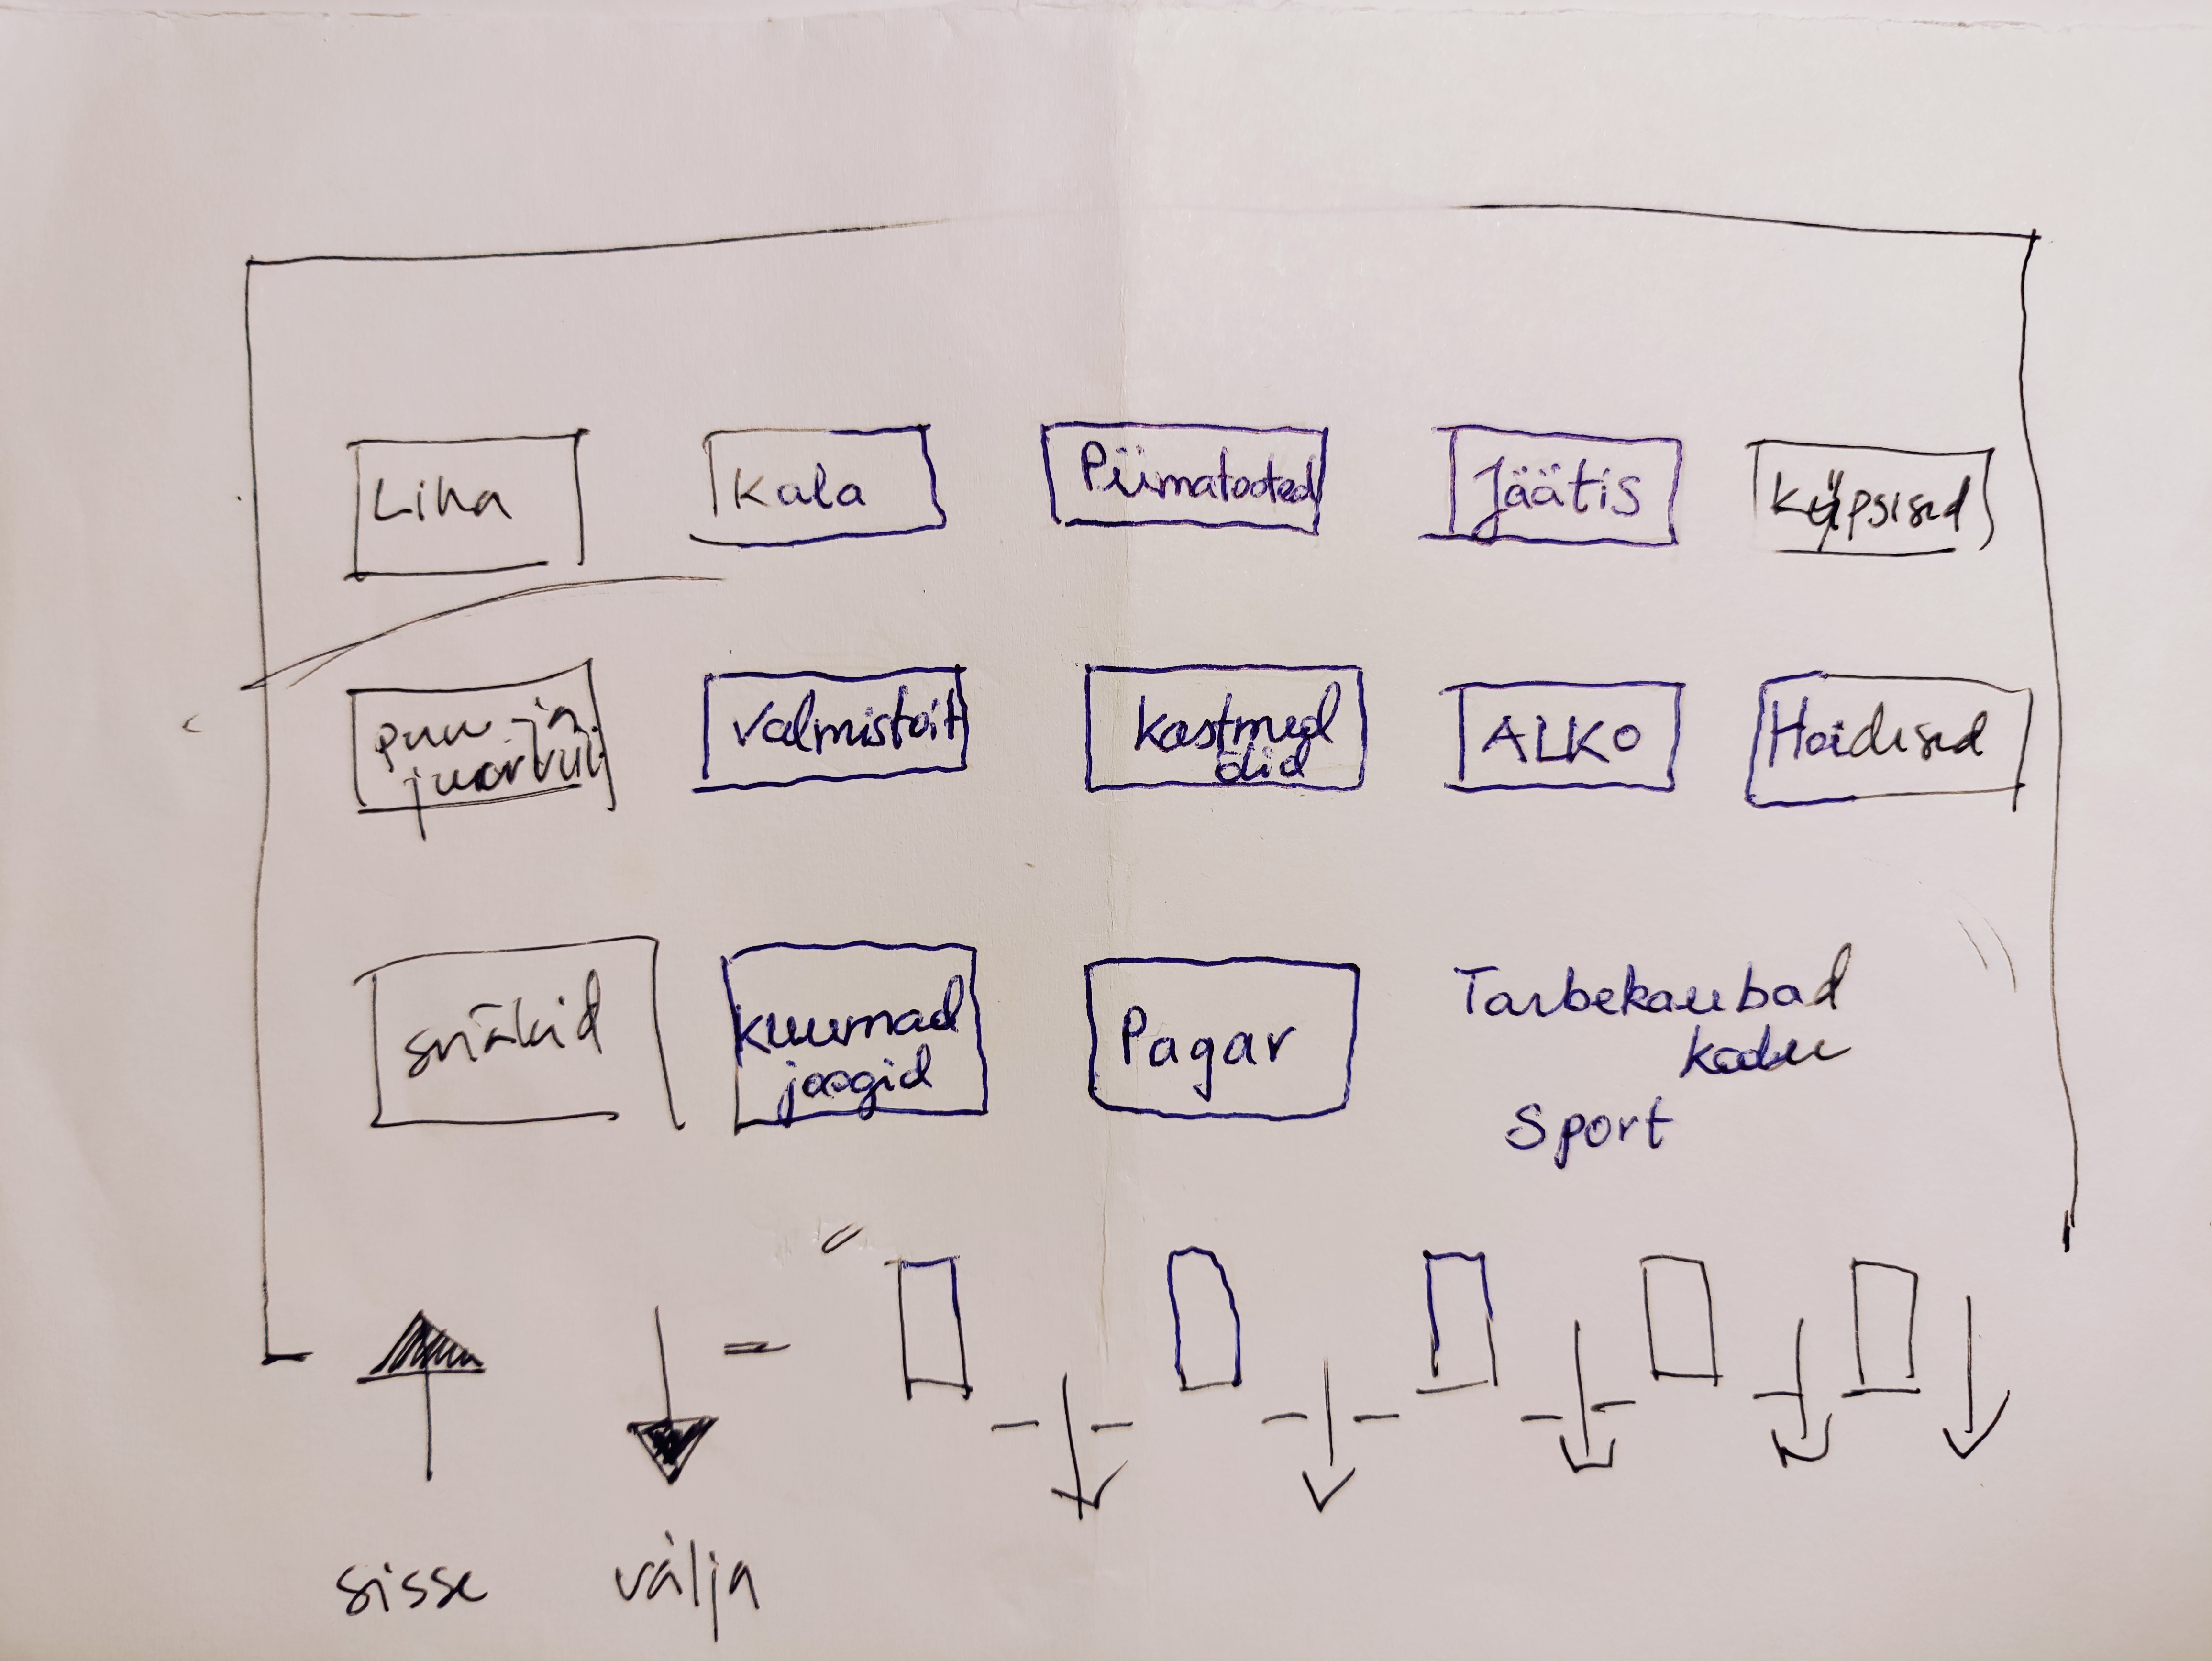 Liha
Kala
Piimatooted
Jäätis
Küpsised
puu- ja
juurvili
Valmistoit
kastmed
õlid
ALKO
Hoidised
snäkid
kuumad
joogid
Pagar
Tarbekaubad
kodu
Sport
sisse
välja